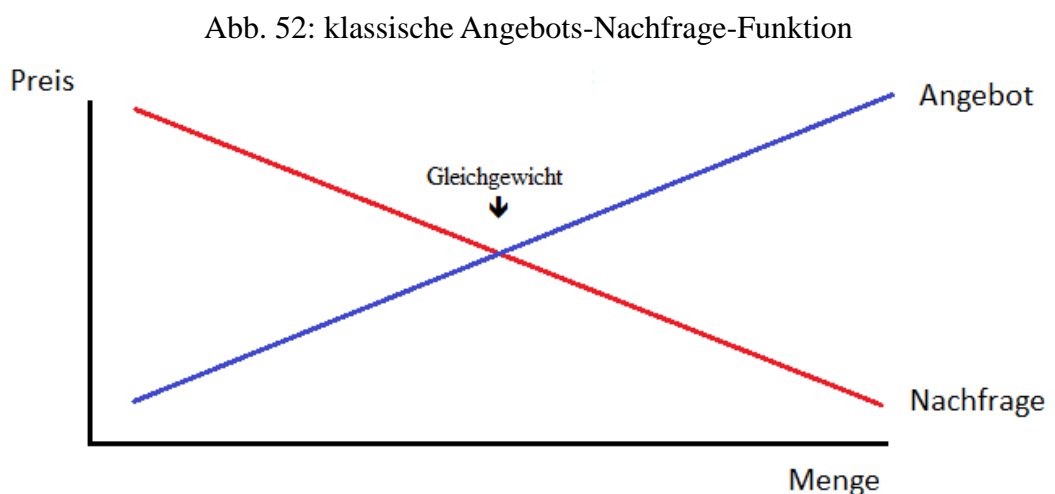 Abb. 52: klassische Angebots-Nachfrage-Funktion
Preis
Angebot
Gleichgewicht
Nachfrage
Menge